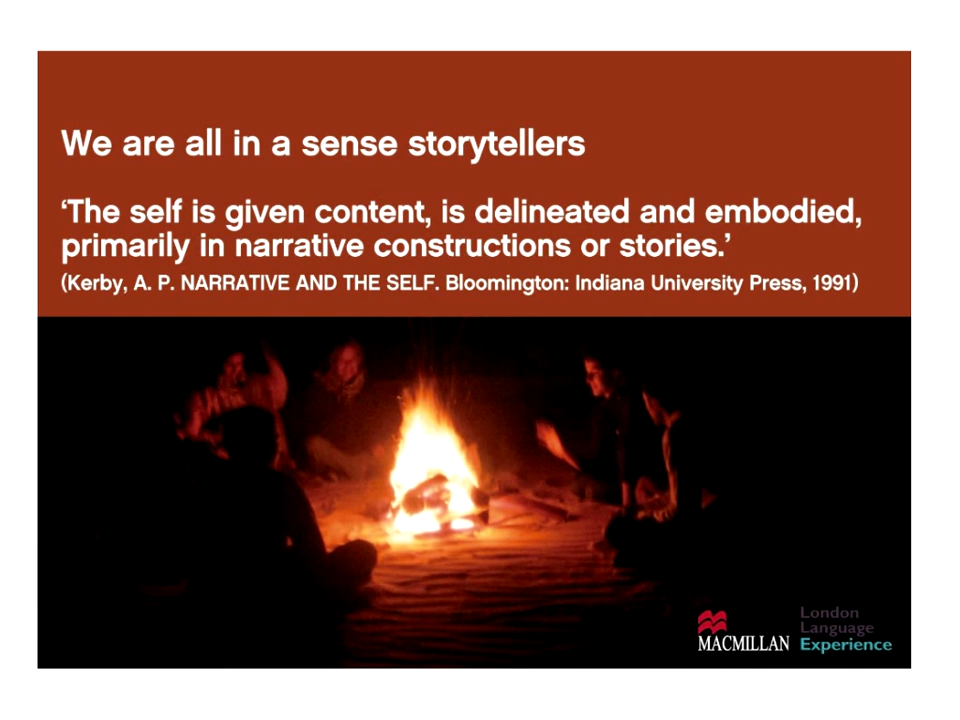 We are all in a sense storytellers
‘The self is given content, is delineated and embodied,
primarily in narrative constructions or stories.’
(Kerby, A. P. NARRATIVE AND THE SELF. Bloomington: Indiana University Press, 1991)
London
Language
MACMILLAN Experience